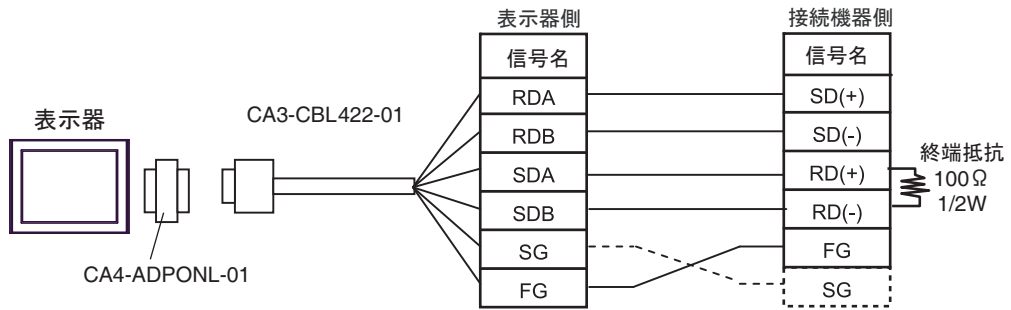 表示器側
接続機器側
信号名
信号名
RDA
SD(+)
RDB
SD(-)
SDA
RD(+)
SDB
RD(-)
SG
FG
FG
SG
表示器
CA3-CBL422-01
CA4-ADPONL-01
終端抵抗
100Ω
1/2W